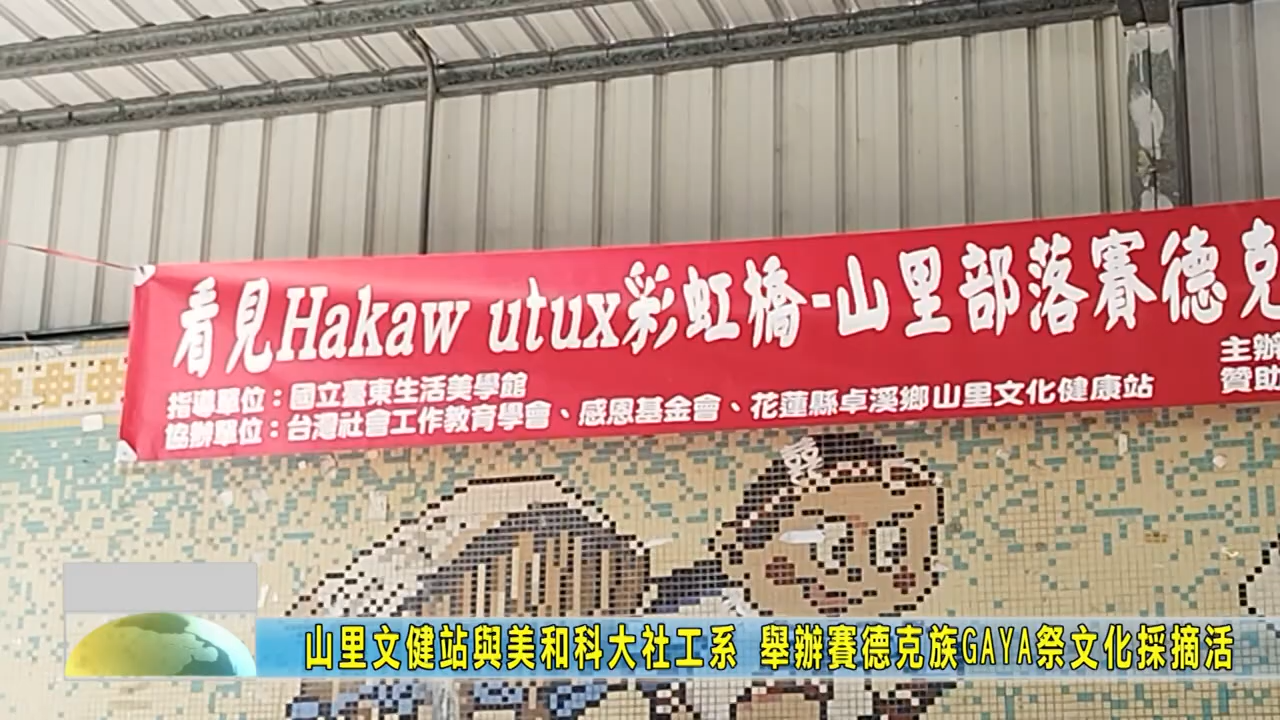 看見Hakaw utux彩虹橋-山里部落賽德克
指導單位：國立臺東生活美學館
主辦
協辦單位：台灣社會工作教育學會、感恩基金會、花蓮縣卓溪鄉山里文化健康站
贊助
山里文健站與美和科大社工系 舉辦賽德克族GAYA祭文化採摘活